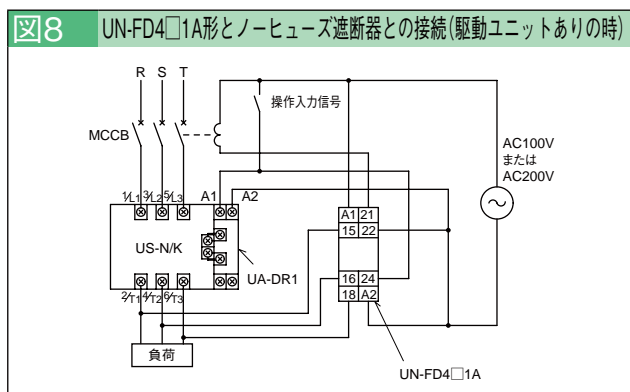 図8 UN-FD4□1A形とノーヒューズ遮断器との接続(駆動ユニットありの時)
R S T
操作入力信号
MCCB
AC100V
または
AC200V
1/L1 3/L2 5/L3 A1 A2
A1 21
15 22
US-N/K
UA-DR1
16 24
18 A2
2/T1 4/T2 6/T3
負荷
UN-FD4□1A